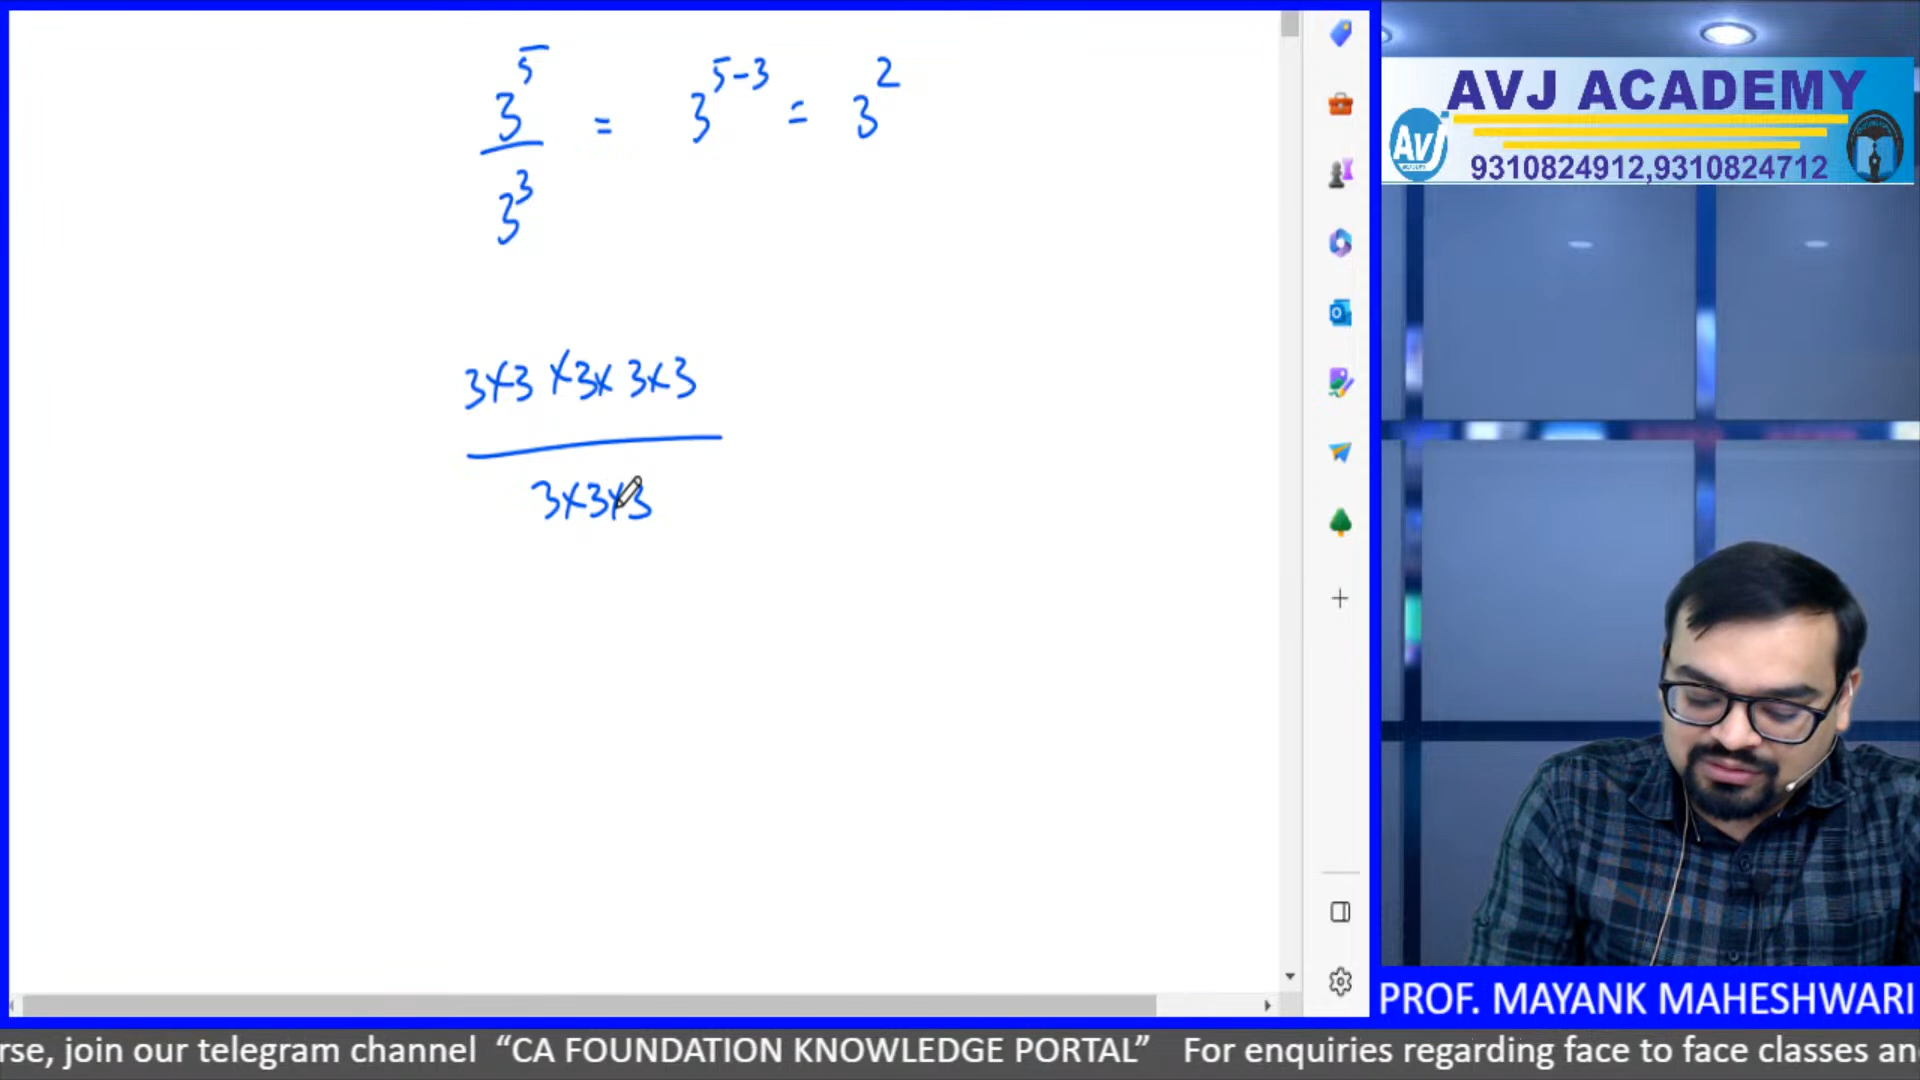 3^5 / 3^3 = 3^{5-3} = 3^2
3×3 ×3× 3×3
3×3×3
AVJ ACADEMY
AVJ
9310824912,9310824712
PROF. MAYANK MAHESHWARI
rse, join our telegram channel “CA FOUNDATION KNOWLEDGE PORTAL” For enquiries regarding face to face classes an